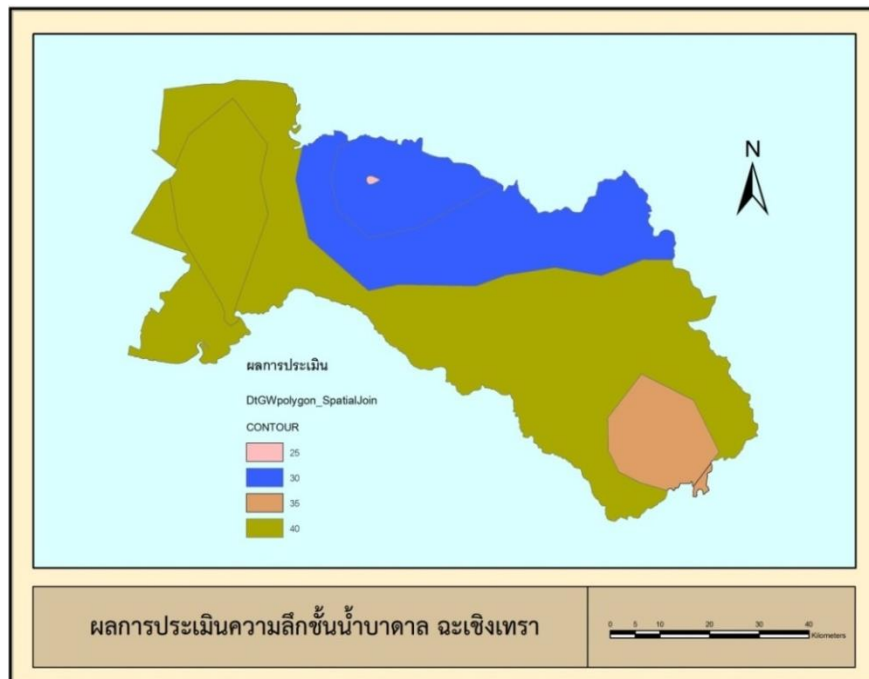 N
ผลการประเมิน
DtGWpolygon_SpatialJoin
CONTOUR
25
30
35
40
ผลการประเมินความลึกชั้นน้ำบาดาล ฉะเชิงเทรา
0 5 10 20 30 40
Kilometers